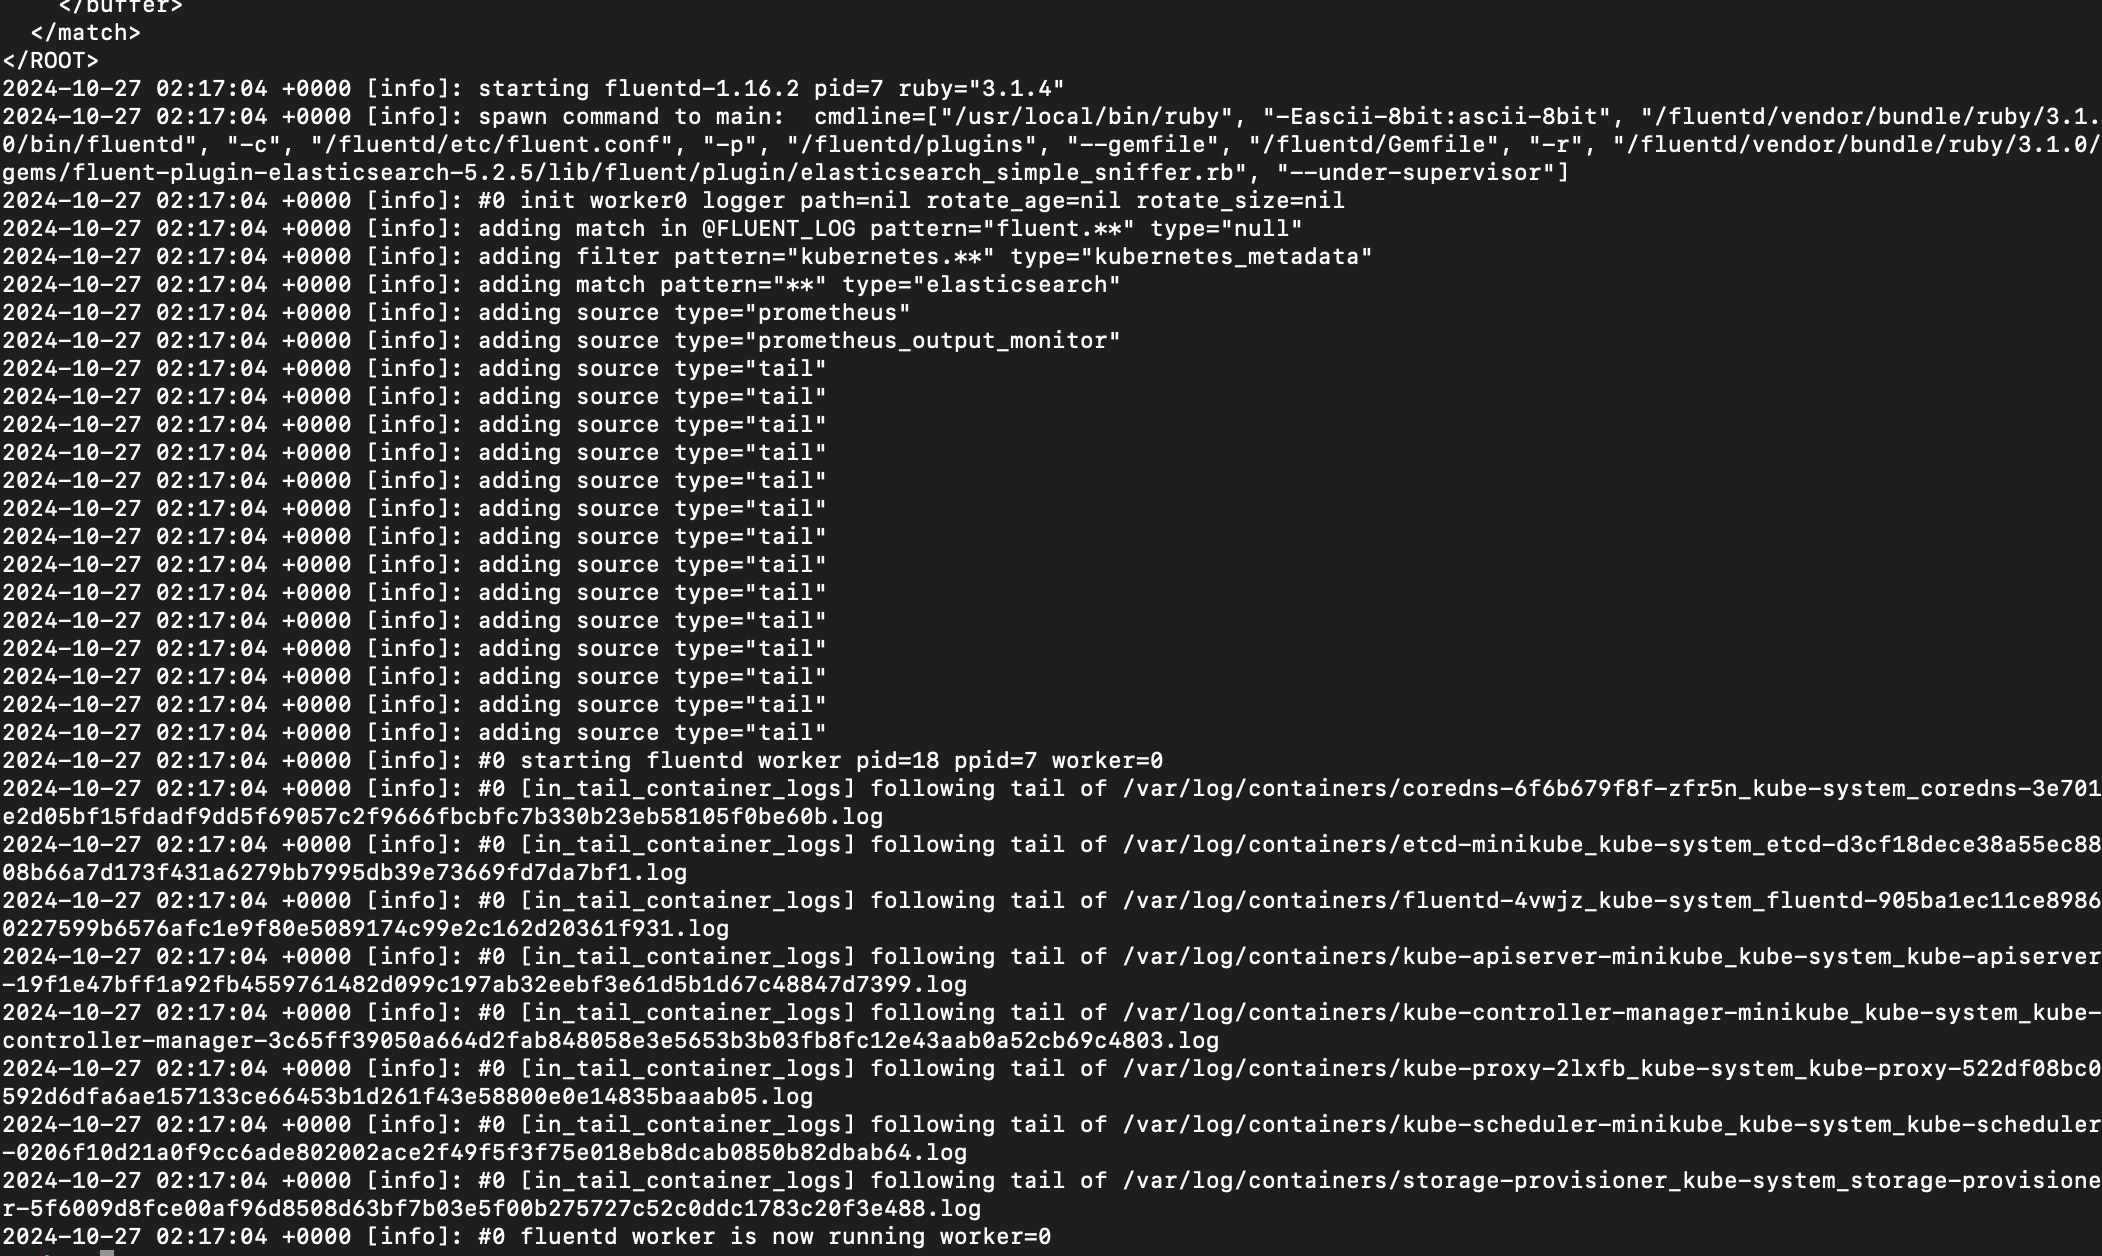 </buffer>
  </match>
</ROOT>
2024-10-27 02:17:04 +0000 [info]: starting fluentd-1.16.2 pid=7 ruby="3.1.4"
2024-10-27 02:17:04 +0000 [info]: spawn command to main:  cmdline=["/usr/local/bin/ruby", "-Eascii-8bit:ascii-8bit", "/fluentd/vendor/bundle/ruby/3.1.
0/bin/fluentd", "-c", "/fluentd/etc/fluent.conf", "-p", "/fluentd/plugins", "--gemfile", "/fluentd/Gemfile", "-r", "/fluentd/vendor/bundle/ruby/3.1.0/
gems/fluent-plugin-elasticsearch-5.2.5/lib/fluent/plugin/elasticsearch_simple_sniffer.rb", "--under-supervisor"]
2024-10-27 02:17:04 +0000 [info]: #0 init worker0 logger path=nil rotate_age=nil rotate_size=nil
2024-10-27 02:17:04 +0000 [info]: adding match in @FLUENT_LOG pattern="fluent.**" type="null"
2024-10-27 02:17:04 +0000 [info]: adding filter pattern="kubernetes.**" type="kubernetes_metadata"
2024-10-27 02:17:04 +0000 [info]: adding match pattern="**" type="elasticsearch"
2024-10-27 02:17:04 +0000 [info]: adding source type="prometheus"
2024-10-27 02:17:04 +0000 [info]: adding source type="prometheus_output_monitor"
2024-10-27 02:17:04 +0000 [info]: adding source type="tail"
2024-10-27 02:17:04 +0000 [info]: adding source type="tail"
2024-10-27 02:17:04 +0000 [info]: adding source type="tail"
2024-10-27 02:17:04 +0000 [info]: adding source type="tail"
2024-10-27 02:17:04 +0000 [info]: adding source type="tail"
2024-10-27 02:17:04 +0000 [info]: adding source type="tail"
2024-10-27 02:17:04 +0000 [info]: adding source type="tail"
2024-10-27 02:17:04 +0000 [info]: adding source type="tail"
2024-10-27 02:17:04 +0000 [info]: adding source type="tail"
2024-10-27 02:17:04 +0000 [info]: adding source type="tail"
2024-10-27 02:17:04 +0000 [info]: adding source type="tail"
2024-10-27 02:17:04 +0000 [info]: adding source type="tail"
2024-10-27 02:17:04 +0000 [info]: adding source type="tail"
2024-10-27 02:17:04 +0000 [info]: adding source type="tail"
2024-10-27 02:17:04 +0000 [info]: #0 starting fluentd worker pid=18 ppid=7 worker=0
2024-10-27 02:17:04 +0000 [info]: #0 [in_tail_container_logs] following tail of /var/log/containers/coredns-6f6b679f8f-zfr5n_kube-system_coredns-3e701
e2d05bf15fdadf9dd5f69057c2f9666fbcbfc7b330b23eb58105f0be60b.log
2024-10-27 02:17:04 +0000 [info]: #0 [in_tail_container_logs] following tail of /var/log/containers/etcd-minikube_kube-system_etcd-d3cf18dece38a55ec88
08b66a7d173f431a6279bb7995db39e73669fd7da7bf1.log
2024-10-27 02:17:04 +0000 [info]: #0 [in_tail_container_logs] following tail of /var/log/containers/fluentd-4vwjz_kube-system_fluentd-905ba1ec11ce8986
0227599b6576afc1e9f80e5089174c99e2c162d20361f931.log
2024-10-27 02:17:04 +0000 [info]: #0 [in_tail_container_logs] following tail of /var/log/containers/kube-apiserver-minikube_kube-system_kube-apiserver
-19f1e47bff1a92fb4559761482d099c197ab32eebf3e61d5b1d67c48847d7399.log
2024-10-27 02:17:04 +0000 [info]: #0 [in_tail_container_logs] following tail of /var/log/containers/kube-controller-manager-minikube_kube-system_kube-
controller-manager-3c65ff39050a664d2fab848058e3e5653b3b03fb8fc12e43aab0a52cb69c4803.log
2024-10-27 02:17:04 +0000 [info]: #0 [in_tail_container_logs] following tail of /var/log/containers/kube-proxy-2lxfb_kube-system_kube-proxy-522df08bc0
592d6dfa6ae157133ce66453b1d261f43e58800e0e14835baaab05.log
2024-10-27 02:17:04 +0000 [info]: #0 [in_tail_container_logs] following tail of /var/log/containers/kube-scheduler-minikube_kube-system_kube-scheduler
-0206f10d21a0f9cc6ade802002ace2f49f5f3f75e018eb8dcab0850b82dbab64.log
2024-10-27 02:17:04 +0000 [info]: #0 [in_tail_container_logs] following tail of /var/log/containers/storage-provisioner_kube-system_storage-provisione
r-5f6009d8fce00af96d8508d63bf7b03e5f00b275727c52c0ddc1783c20f3e488.log
2024-10-27 02:17:04 +0000 [info]: #0 fluentd worker is now running worker=0